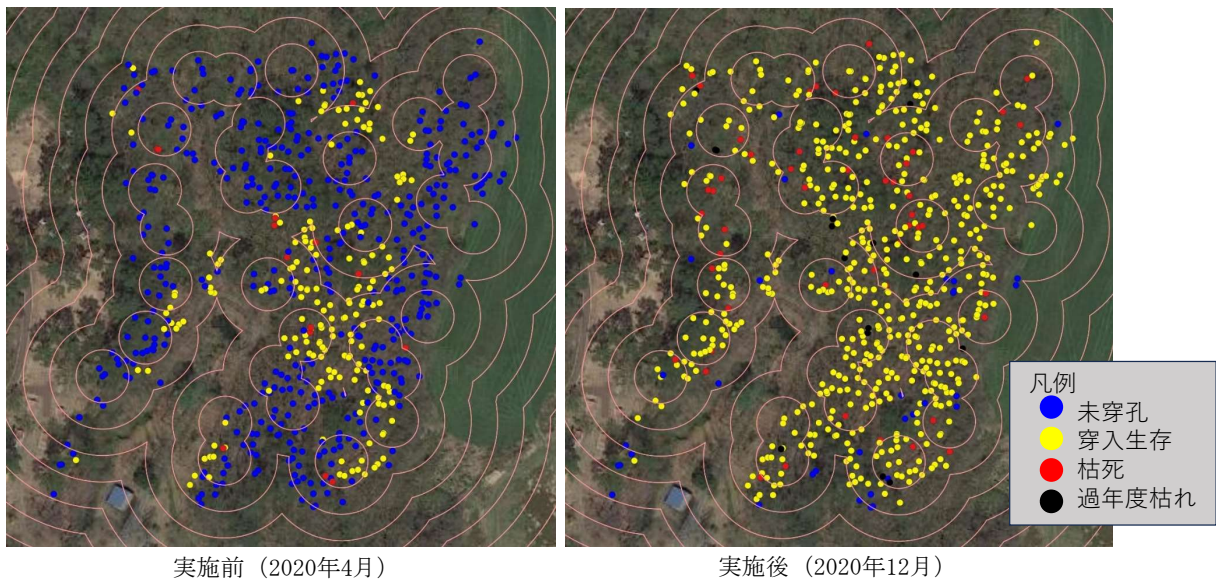 凡例
未穿孔
穿入生存
枯死
過年度枯れ
実施前（2020年4月）
実施後（2020年12月）